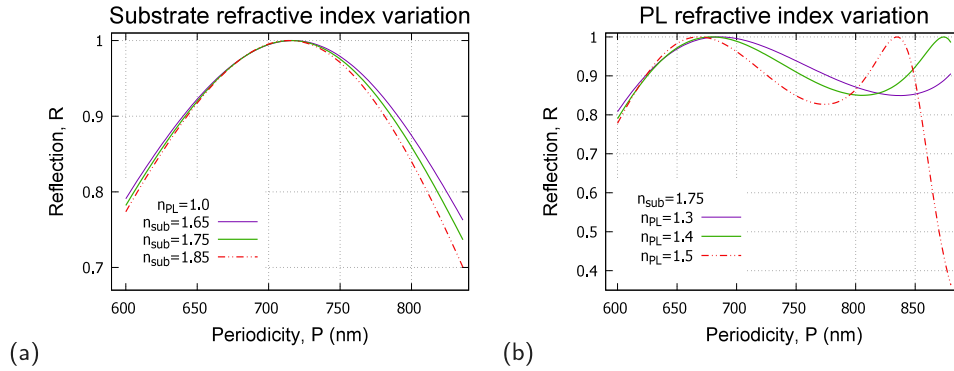 Substrate refractive index variation
1
0.9
0.8
0.7
Reflection, R
n_PL=1.0
n_sub=1.65
n_sub=1.75
n_sub=1.85
600 650 700 750 800
Periodicity, P (nm)
(a)
PL refractive index variation
1
0.9
0.8
0.7
0.6
0.5
0.4
Reflection, R
n_sub=1.75
n_PL=1.3
n_PL=1.4
n_PL=1.5
600 650 700 750 800 850
Periodicity, P (nm)
(b)